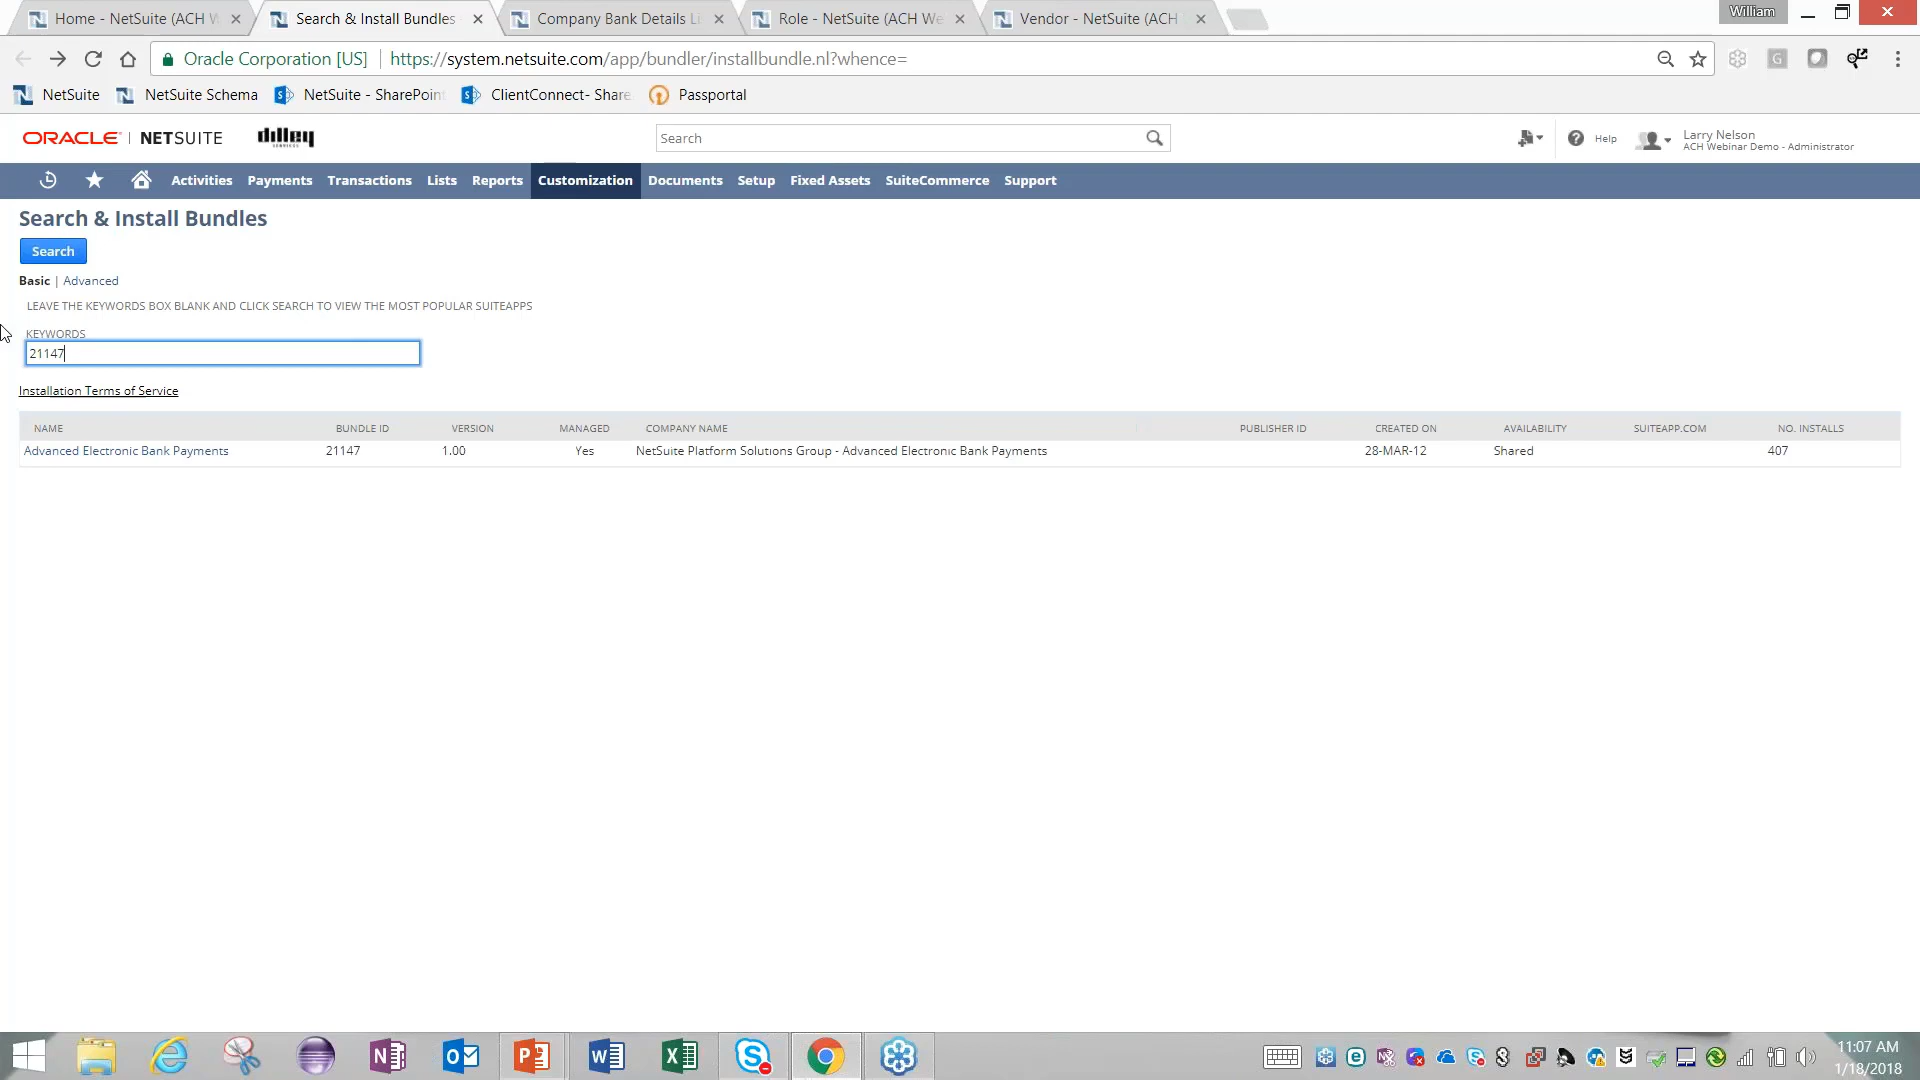 Home - NetSuite (ACH W
Search & Install Bundles
Company Bank Details Li
Role - NetSuite (ACH We
Vendor - NetSuite (ACH
William
Oracle Corporation [US]
https://system.netsuite.com/app/bundler/installbundle.nl?whence=
NetSuite
NetSuite Schema
NetSuite - SharePoint
ClientConnect- Share
Passportal
ORACLE | NETSUITE
dilley
SERVICES
Search
Help
Larry Nelson
ACH Webinar Demo - Administrator
Activities
Payments
Transactions
Lists
Reports
Customization
Documents
Setup
Fixed Assets
SuiteCommerce
Support
Search & Install Bundles
Search
Basic | Advanced
LEAVE THE KEYWORDS BOX BLANK AND CLICK SEARCH TO VIEW THE MOST POPULAR SUITEAPPS
KEYWORDS
21147
Installation Terms of Service
NAME BUNDLE ID VERSION MANAGED COMPANY NAME PUBLISHER ID CREATED ON AVAILABILITY SUITEAPP.COM NO. INSTALLS
Advanced Electronic Bank Payments 21147 1.00 Yes NetSuite Platform Solutions Group - Advanced Electronic Bank Payments 28-MAR-12 Shared 407
11:07 AM
1/18/2018